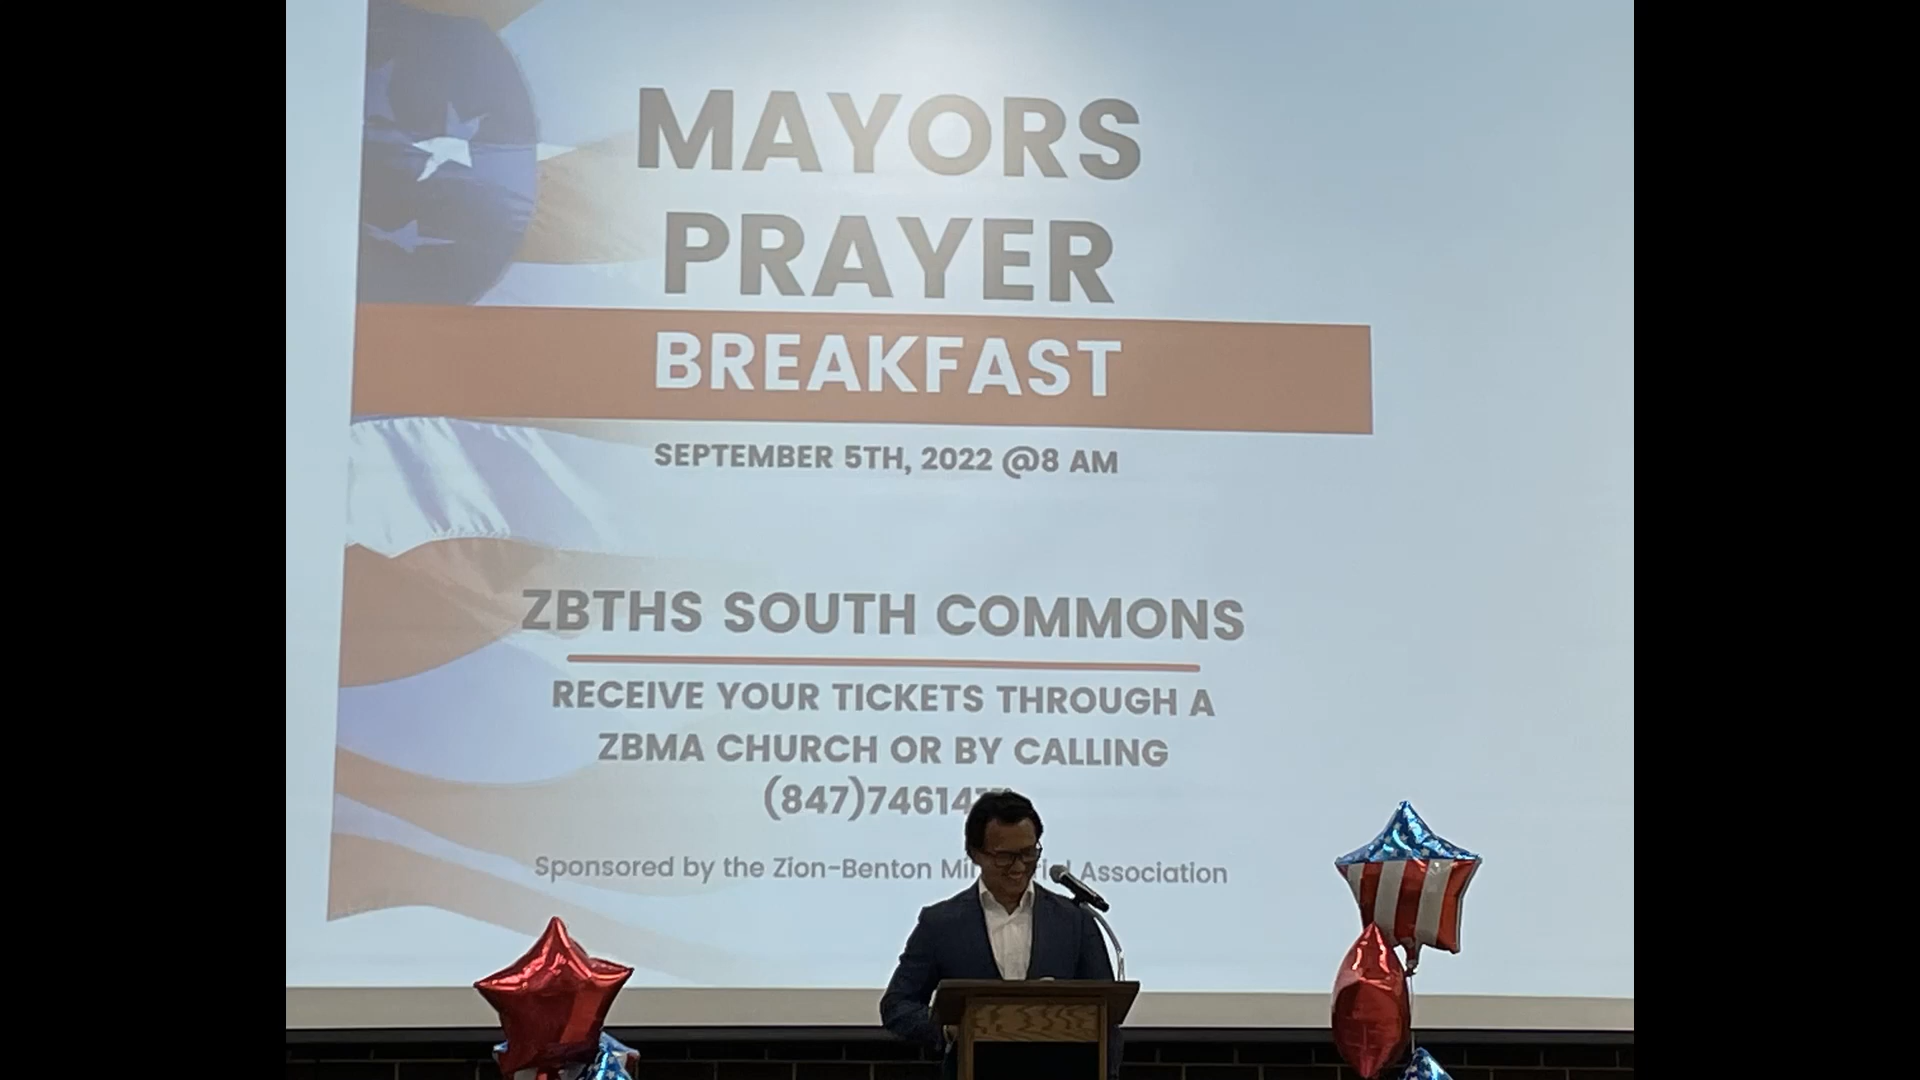 MAYORS
PRAYER
BREAKFAST
SEPTEMBER 5TH, 2022 @8 AM
ZBTHS SOUTH COMMONS
RECEIVE YOUR TICKETS THROUGH A
ZBMA CHURCH OR BY CALLING
Sponsored by the Zion-Benton Association